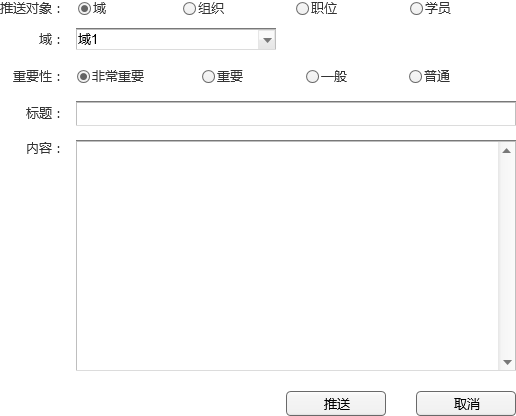 推送对象： 域 组织 职位 学员
域： 域1
重要性： 非常重要 重要 一般 普通
标题：
内容：
推送 取消